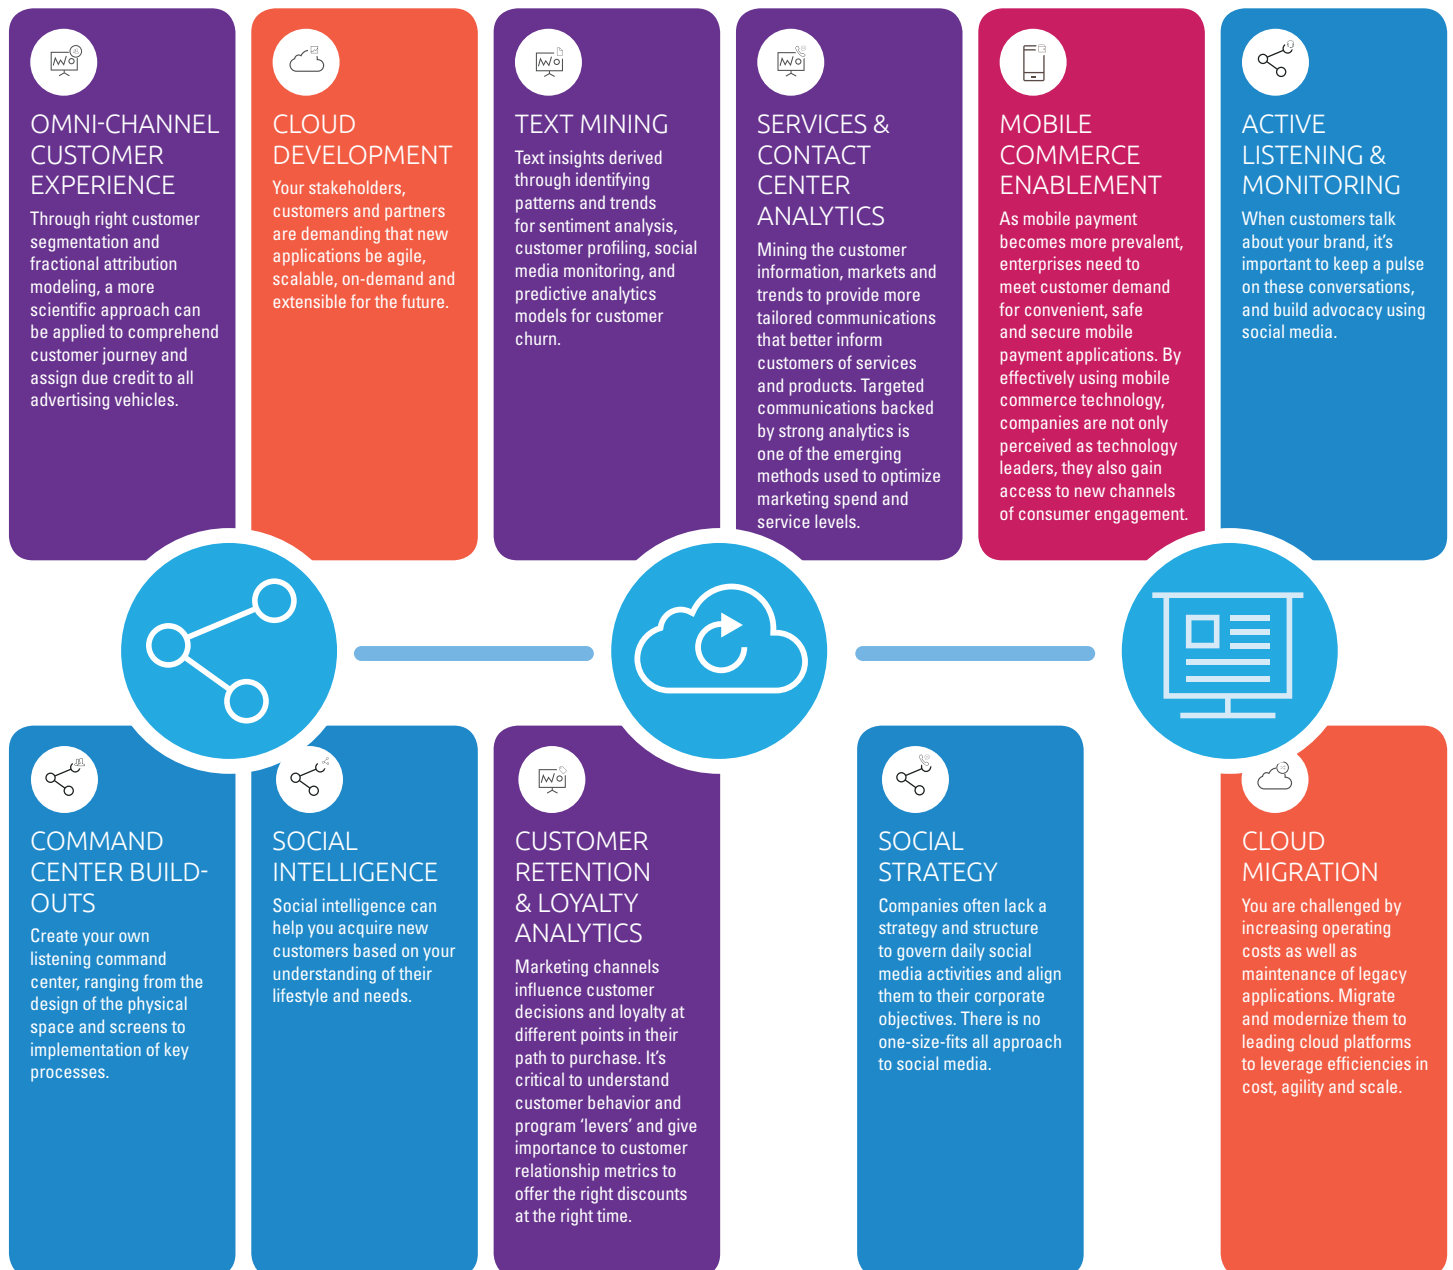 OMNI-CHANNEL
CUSTOMER
EXPERIENCE
Through right customer
segmentation and
fractional attribution
modeling, a more
scientific approach can
be applied to comprehend
customer journey and
assign due credit to all
advertising vehicles.
CLOUD
DEVELOPMENT
Your stakeholders,
customers and partners
are demanding that new
applications be agile,
scalable, on-demand and
extensible for the future.
TEXT MINING
Text insights derived
through identifying
patterns and trends
for sentiment analysis,
customer profiling, social
media monitoring, and
predictive analytics
models for customer
churn.
SERVICES &
CONTACT
CENTER
ANALYTICS
Mining the customer
information, markets and
trends to provide more
tailored communications
that better inform
customers of services
and products. Targeted
communications backed
by strong analytics is
one of the emerging
methods used to optimize
marketing spend and
service levels.
MOBILE
COMMERCE
ENABLEMENT
As mobile payment
becomes more prevalent,
enterprises need to
meet customer demand
for convenient, safe
and secure mobile
payment applications. By
effectively using mobile
commerce technology,
companies are not only
perceived as technology
leaders, they also gain
access to new channels
of consumer engagement.
ACTIVE
LISTENING &
MONITORING
When customers talk
about your brand, it's
important to keep a pulse
on these conversations,
and build advocacy using
social media.
COMMAND
CENTER BUILD-
OUTS
Create your own
listening command
center, ranging from the
design of the physical
space and screens to
implementation of key
processes.
SOCIAL
INTELLIGENCE
Social intelligence can
help you acquire new
customers based on your
understanding of their
lifestyle and needs.
CUSTOMER
RETENTION
& LOYALTY
ANALYTICS
Marketing channels
influence customer
decisions and loyalty at
different points in their
path to purchase. It's
critical to understand
customer behavior and
program 'levers' and give
importance to customer
relationship metrics to
offer the right discounts
at the right time.
SOCIAL
STRATEGY
Companies often lack a
strategy and structure
to govern daily social
media activities and align
them to their corporate
objectives. There is no
one-size-fits all approach
to social media.
CLOUD
MIGRATION
You are challenged by
increasing operating
costs as well as
maintenance of legacy
applications. Migrate
and modernize them to
leading cloud platforms
to leverage efficiencies in
cost, agility and scale.